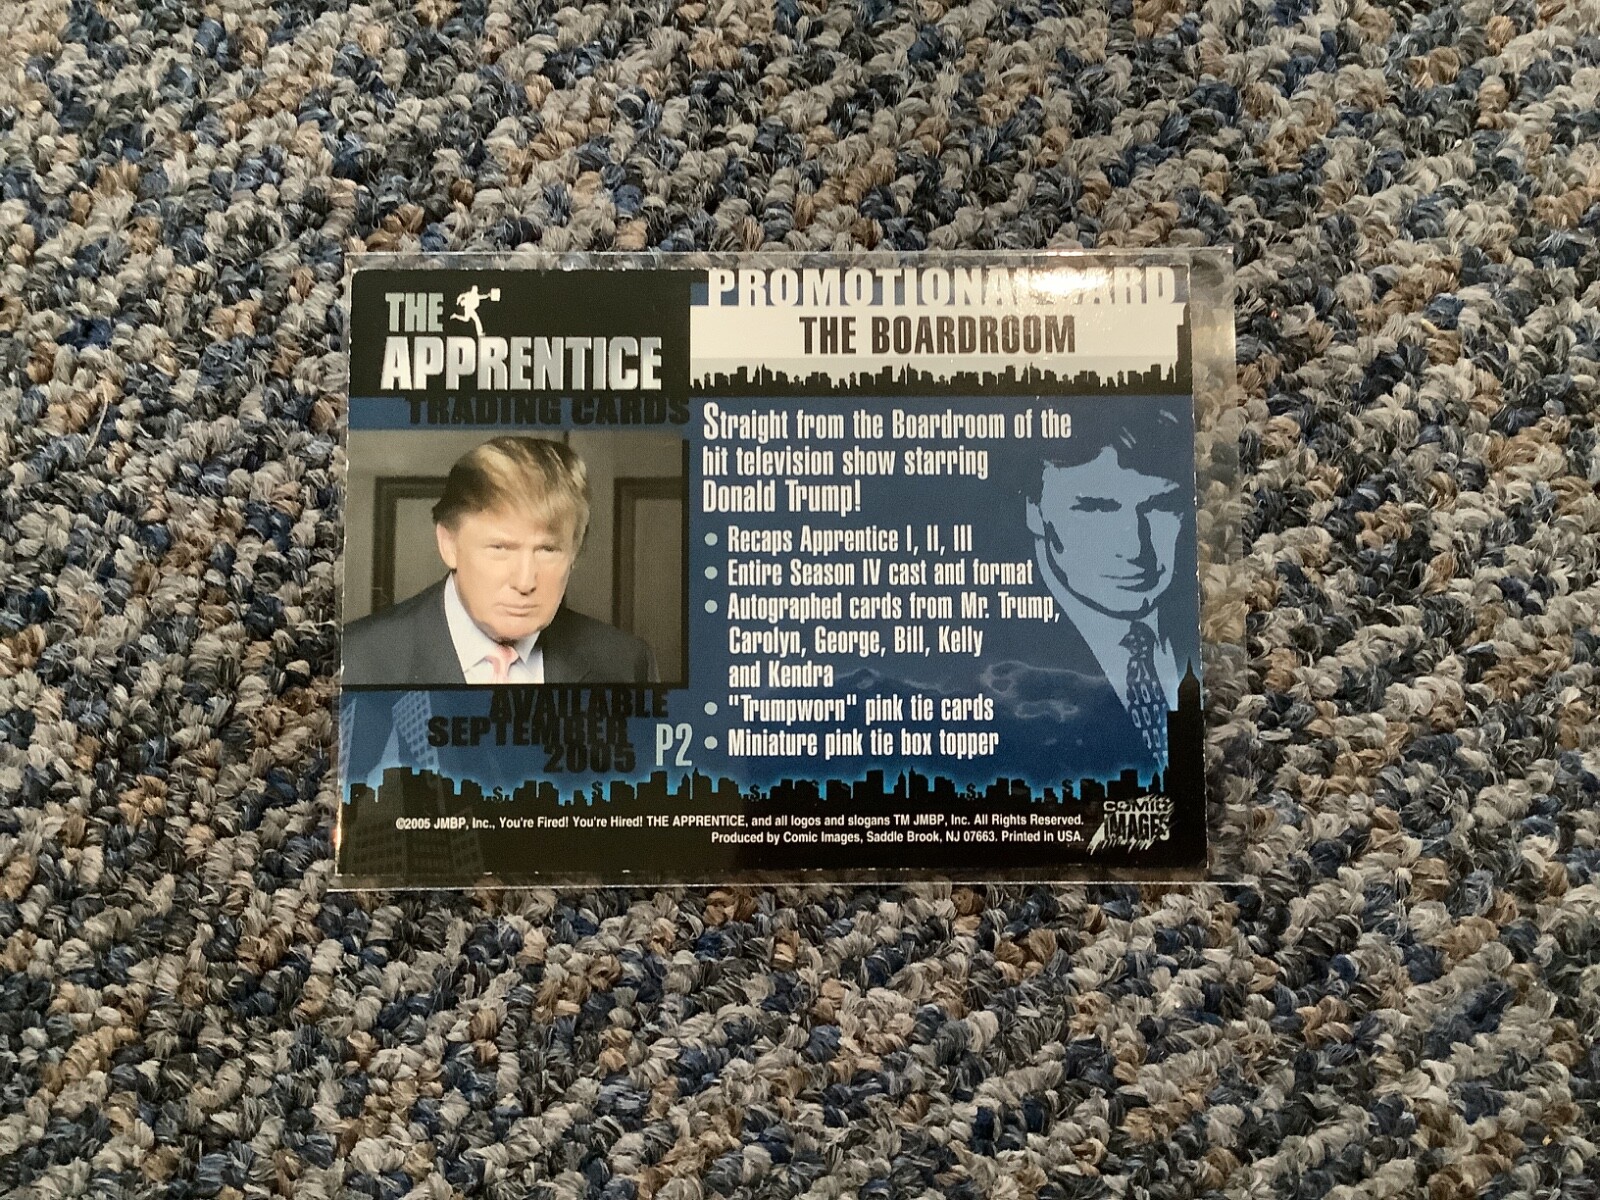 THE
APPRENTICE
TRADING CARDS
AVAILABLE
SEPTEMBER
2005
P2
PROMOTIONAL CARD
THE BOARDROOM
Straight from the Boardroom of the
hit television show starring
Donald Trump!
• Recaps Apprentice I, II, III
• Entire Season IV cast and format
• Autographed cards from Mr. Trump,
Carolyn, George, Bill, Kelly
and Kendra
• "Trumpworn" pink tie cards
• Miniature pink tie box topper
©2005 JMBP, Inc., You're Fired! You're Hired! THE APPRENTICE, and all logos and slogans TM JMBP, Inc. All Rights Reserved.
Produced by Comic Images, Saddle Brook, NJ 07663. Printed in USA.
COMIC
IMAGES